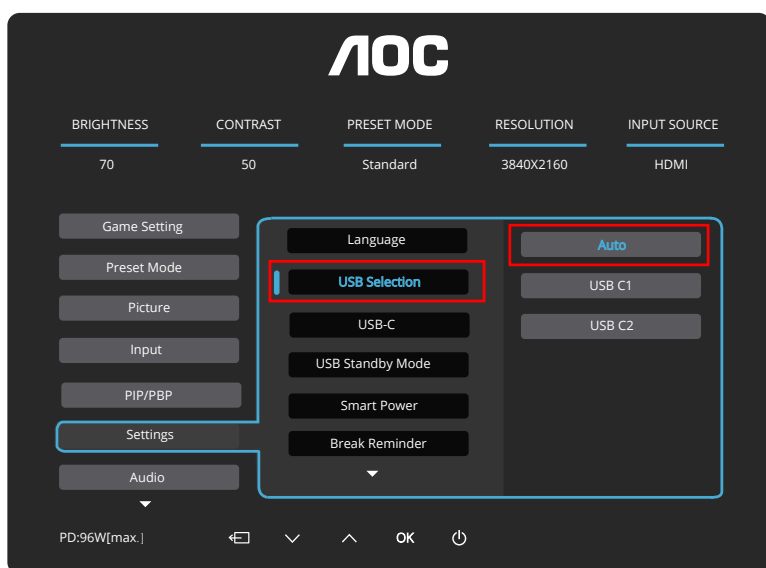 AOC
BRIGHTNESS CONTRAST PRESET MODE RESOLUTION INPUT SOURCE
70 50 Standard 3840X2160 HDMI
Game Setting
Preset Mode
Picture
Input
PIP/PBP
Settings
Audio
Language
USB Selection
USB-C
USB Standby Mode
Smart Power
Break Reminder
Auto
USB C1
USB C2
PD:96W[max.] OK